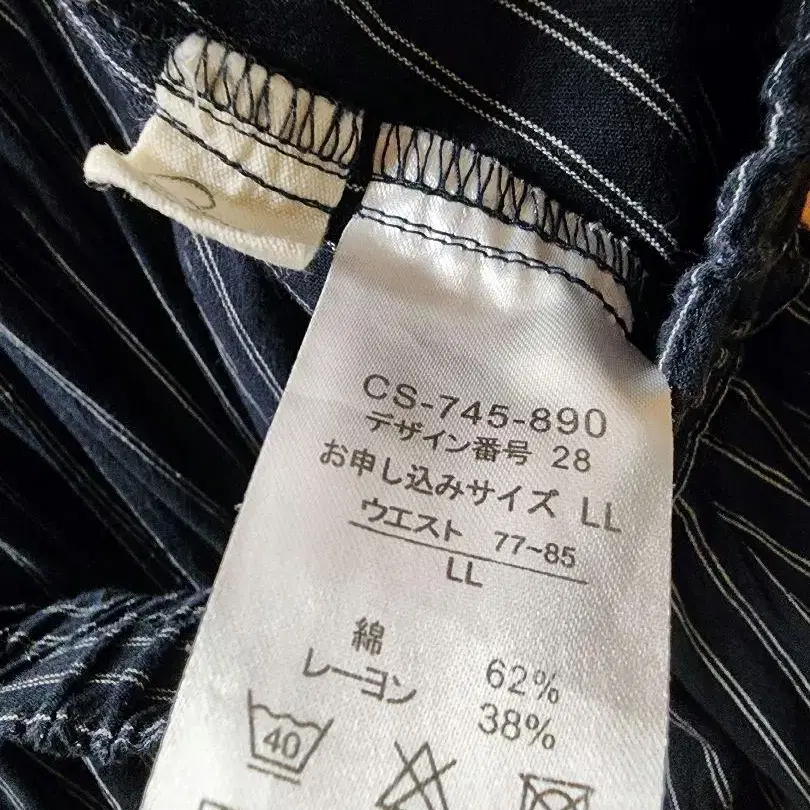 CS-745-890
デザイン番号 28
お申し込みサイズ LL
ウエスト 77~85
LL
綿 62%
レーヨン 38%
40